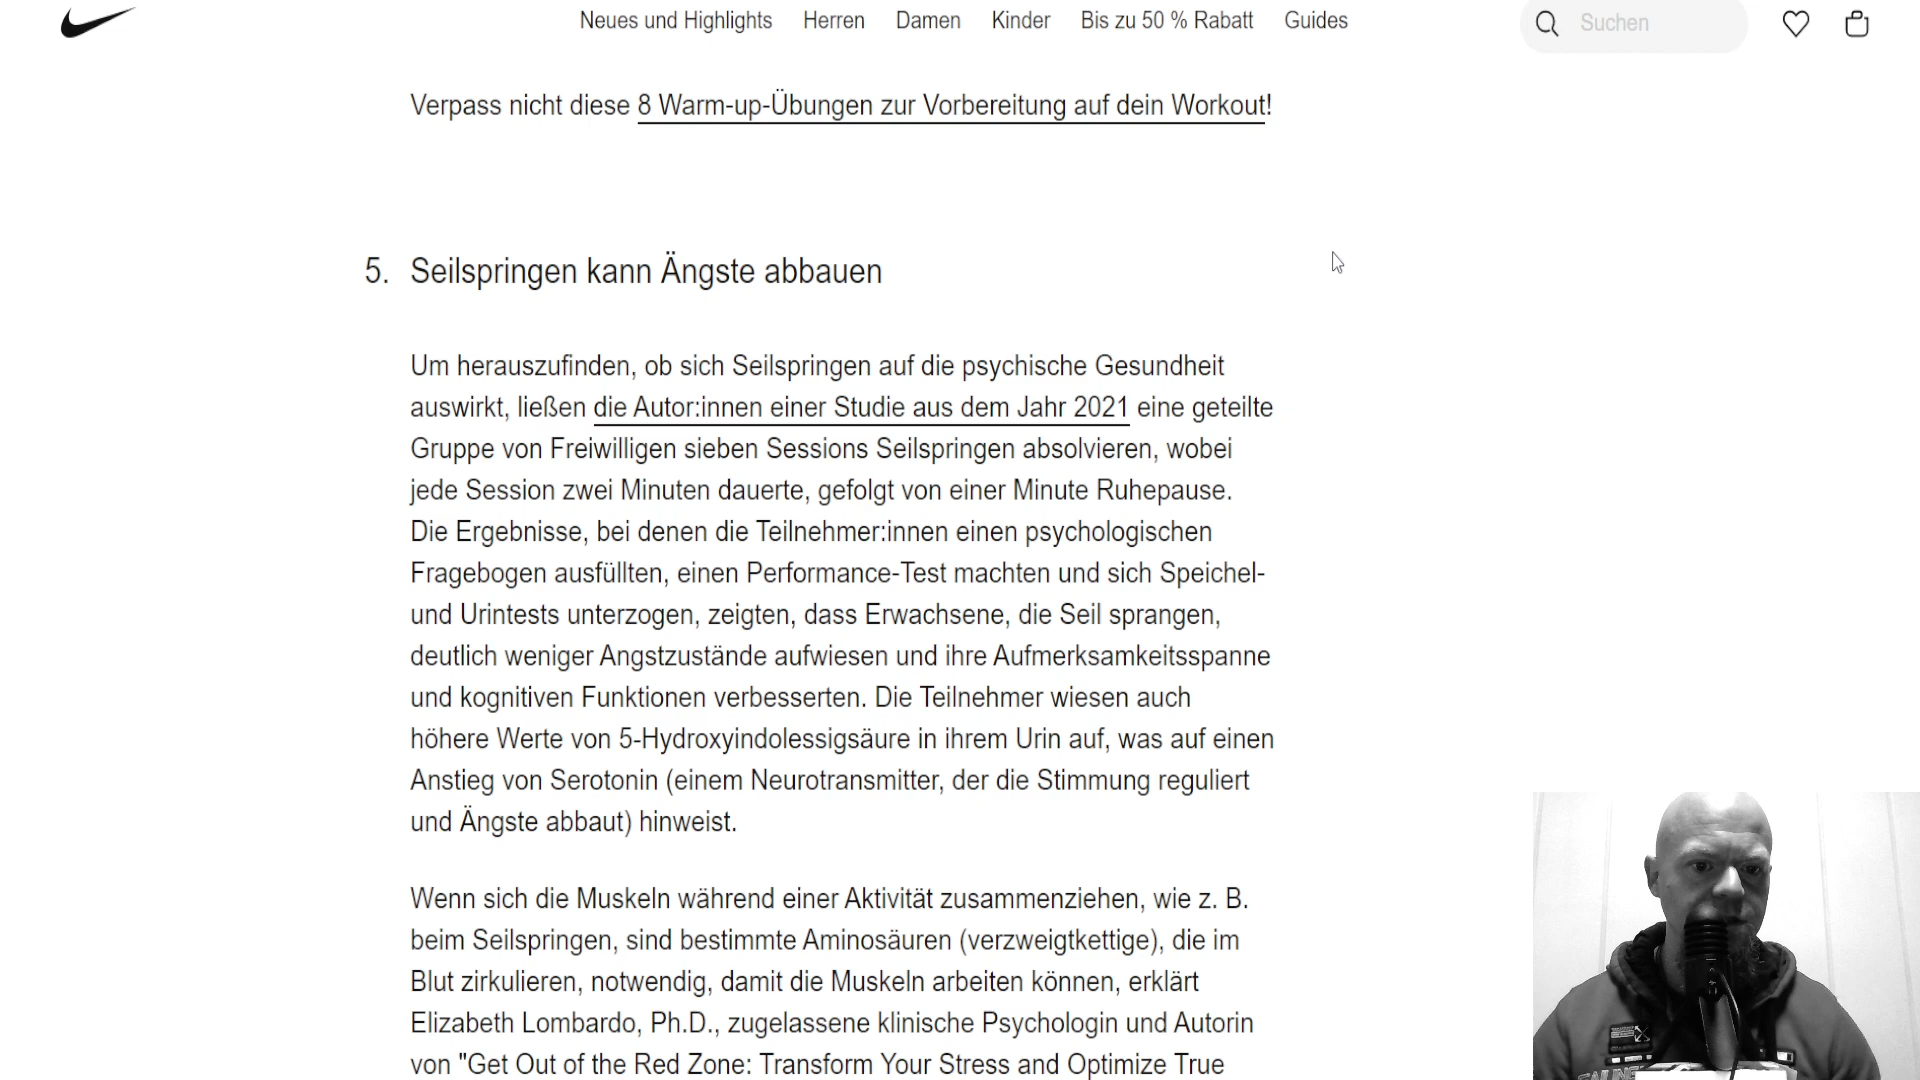 Neues und Highlights Herren Damen Kinder Bis zu 50 % Rabatt Guides Suchen
Verpass nicht diese 8 Warm-up-Übungen zur Vorbereitung auf dein Workout!
5. Seilspringen kann Ängste abbauen
Um herauszufinden, ob sich Seilspringen auf die psychische Gesundheit
auswirkt, ließen die Autor:innen einer Studie aus dem Jahr 2021 eine geteilte
Gruppe von Freiwilligen sieben Sessions Seilspringen absolvieren, wobei
jede Session zwei Minuten dauerte, gefolgt von einer Minute Ruhepause.
Die Ergebnisse, bei denen die Teilnehmer:innen einen psychologischen
Fragebogen ausfüllten, einen Performance-Test machten und sich Speichel-
und Urintests unterzogen, zeigten, dass Erwachsene, die Seil sprangen,
deutlich weniger Angstzustände aufwiesen und ihre Aufmerksamkeitsspanne
und kognitiven Funktionen verbesserten. Die Teilnehmer wiesen auch
höhere Werte von 5-Hydroxyindolessigsäure in ihrem Urin auf, was auf einen
Anstieg von Serotonin (einem Neurotransmitter, der die Stimmung reguliert
und Ängste abbaut) hinweist.
Wenn sich die Muskeln während einer Aktivität zusammenziehen, wie z. B.
beim Seilspringen, sind bestimmte Aminosäuren (verzweigtkettige), die im
Blut zirkulieren, notwendig, damit die Muskeln arbeiten können, erklärt
Elizabeth Lombardo, Ph.D., zugelassene klinische Psychologin und Autorin
von "Get Out of the Red Zone: Transform Your Stress and Optimize True